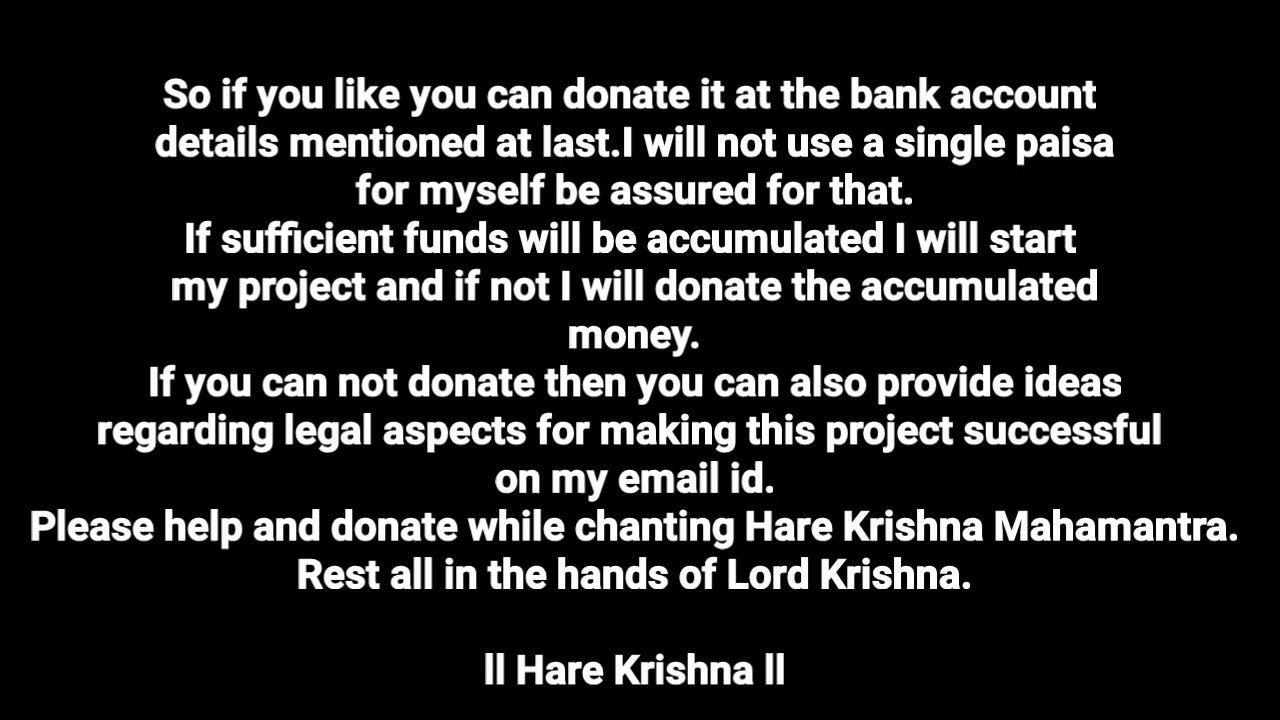 So if you like you can donate it at the bank account
details mentioned at last.I will not use a single paisa
for myself be assured for that.
If sufficient funds will be accumulated I will start
my project and if not I will donate the accumulated
money.
If you can not donate then you can also provide ideas
regarding legal aspects for making this project successful
on my email id.
Please help and donate while chanting Hare Krishna Mahamantra.
Rest all in the hands of Lord Krishna.
ll Hare Krishna ll